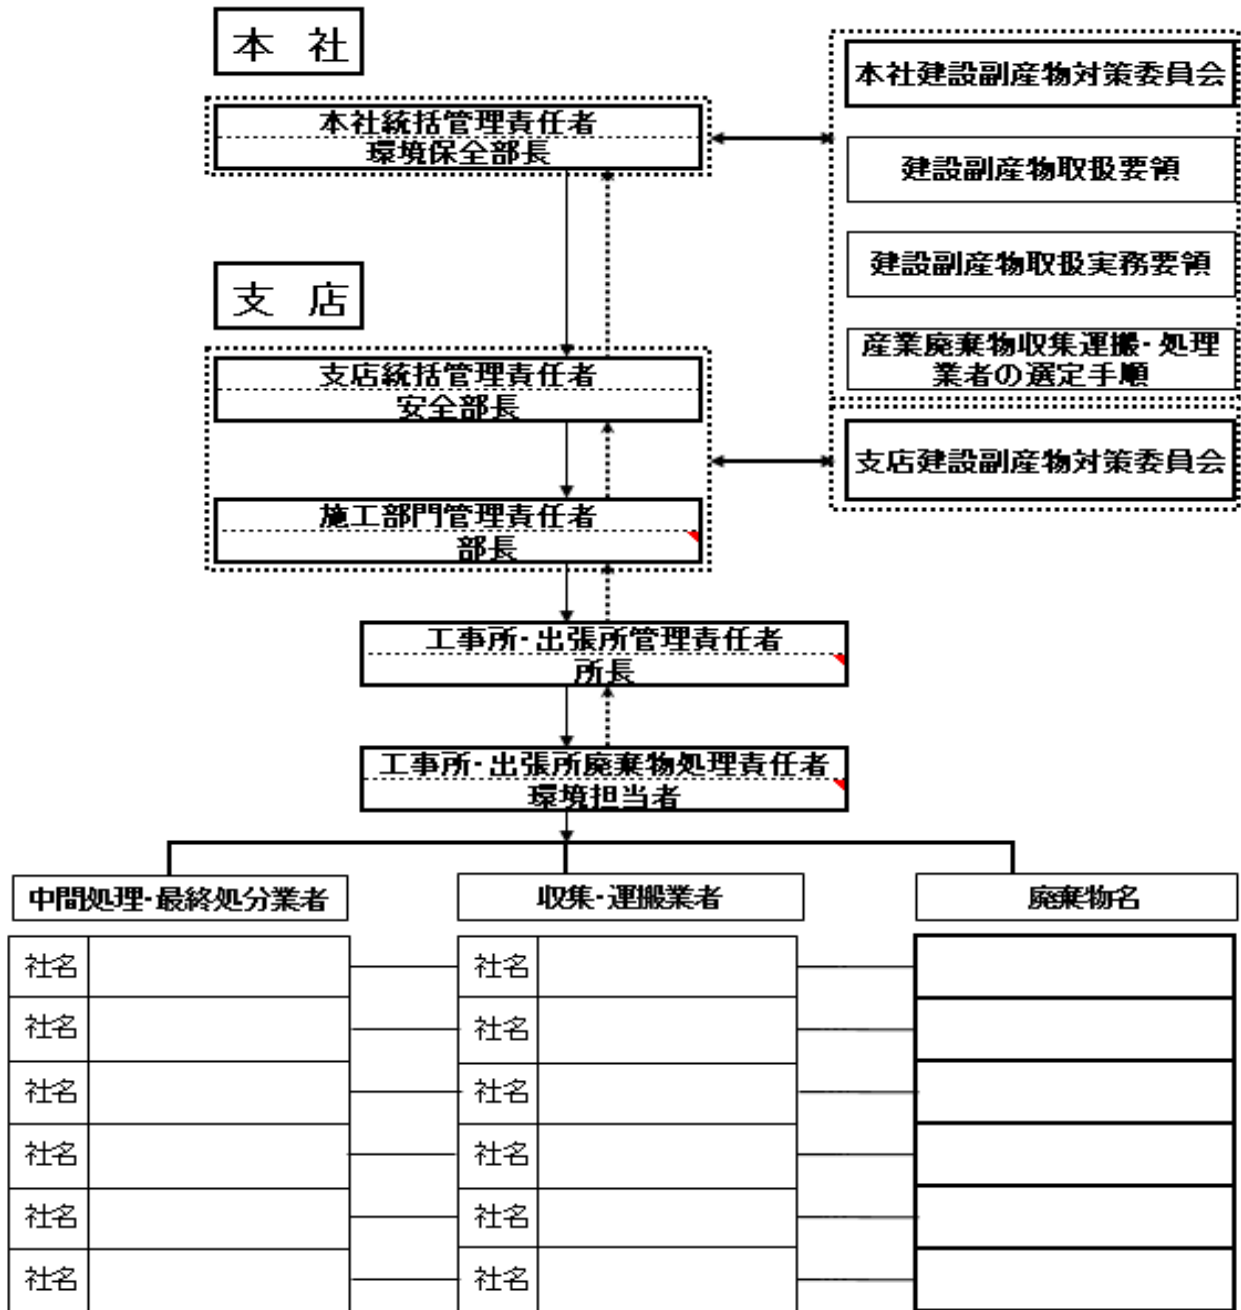 本 社
本社統括管理責任者
環境保全部長
本社建設副産物対策委員会
建設副産物取扱要領
建設副産物取扱実務要領
産業廃棄物収集運搬・処理
業者の選定手順
支 店
支店統括管理責任者
安全部長
施工部門管理責任者
部長
支店建設副産物対策委員会
工事所・出張所管理責任者
所長
工事所・出張所廃棄物処理責任者
環境担当者
中間処理・最終処分業者
収集・運搬業者
廃棄物名
社名
社名
社名
社名
社名
社名
社名
社名
社名
社名
社名
社名